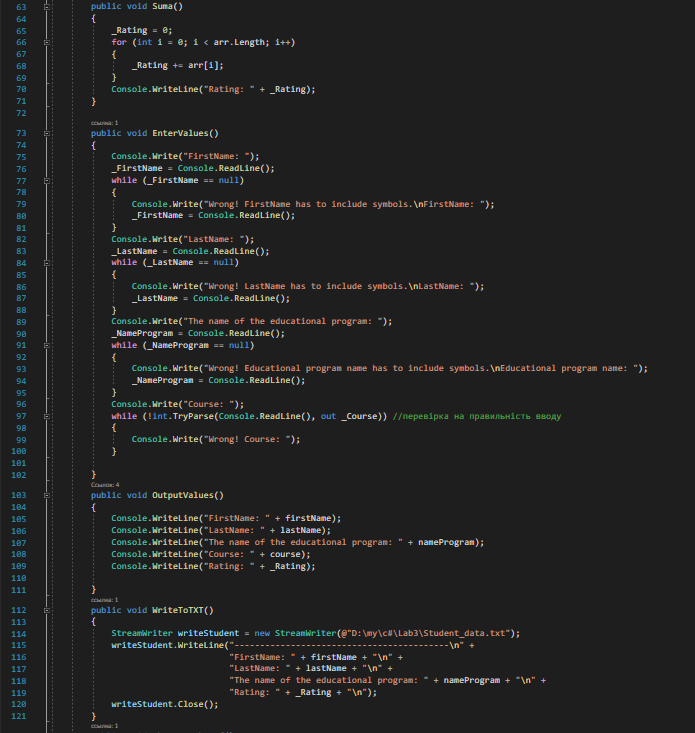 63 public void Suma()
64 {
65 _Rating = 0;
66 for (int i = 0; i < arr.Length; i++)
67 {
68 _Rating += arr[i];
69 }
70 Console.WriteLine("Rating: " + _Rating);
71 }
72
ссылка: 1
73 public void EnterValues()
74 {
75 Console.Write("FirstName: ");
76 _FirstName = Console.ReadLine();
77 while (_FirstName == null)
78 {
79 Console.Write("Wrong! FirstName has to include symbols.\nFirstName: ");
80 _FirstName = Console.ReadLine();
81 }
82 Console.Write("LastName: ");
83 _LastName = Console.ReadLine();
84 while (_LastName == null)
85 {
86 Console.Write("Wrong! LastName has to include symbols.\nLastName: ");
87 _LastName = Console.ReadLine();
88 }
89 Console.Write("The name of the educational program: ");
90 _NameProgram = Console.ReadLine();
91 while (_NameProgram == null)
92 {
93 Console.Write("Wrong! Educational program name has to include symbols.\nEducational program name: ");
94 _NameProgram = Console.ReadLine();
95 }
96 Console.Write("Course: ");
97 while (!int.TryParse(Console.ReadLine(), out _Course)) //перевірка на правильність вводу
98 {
99 Console.Write("Wrong! Course: ");
100 }
101
102 }
Ссылок: 4
103 public void OutputValues()
104 {
105 Console.WriteLine("FirstName: " + firstName);
106 Console.WriteLine("LastName: " + lastName);
107 Console.WriteLine("The name of the educational program: " + nameProgram);
108 Console.WriteLine("Course: " + course);
109 Console.WriteLine("Rating: " + _Rating);
110
111 }
ссылка: 1
112 public void WriteToTXT()
113 {
114 StreamWriter writeStudent = new StreamWriter(@"D:\my\c#\Lab3\Student_data.txt");
115 writeStudent.WriteLine("-----------------------------------------\n" +
116 "FirstName: " + firstName + "\n" +
117 "LastName: " + lastName + "\n" +
118 "The name of the educational program: " + nameProgram + "\n" +
119 "Rating: " + _Rating + "\n");
120 writeStudent.Close();
121 }
ссылка: 1